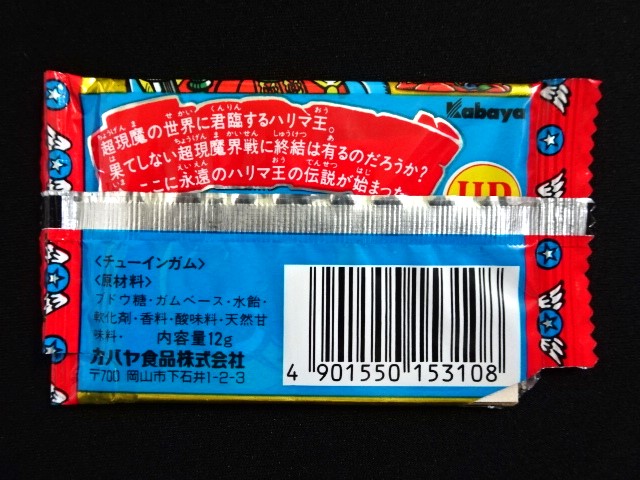 Kabaya
超現魔の世界に君臨するハリマ王。
果てしない超現魔界戦に終結は有るのだろうか?
ここに永遠のハリマ王の伝説が始まった
HP
〈チューインガム〉
〈原材料〉
ブドウ糖・ガムベース・水飴・
軟化剤・香料・酸味料・天然甘
味料・ 内容量12g
カバヤ食品株式会社
〒700 岡山市下石井1-2-3
4 901550 153108